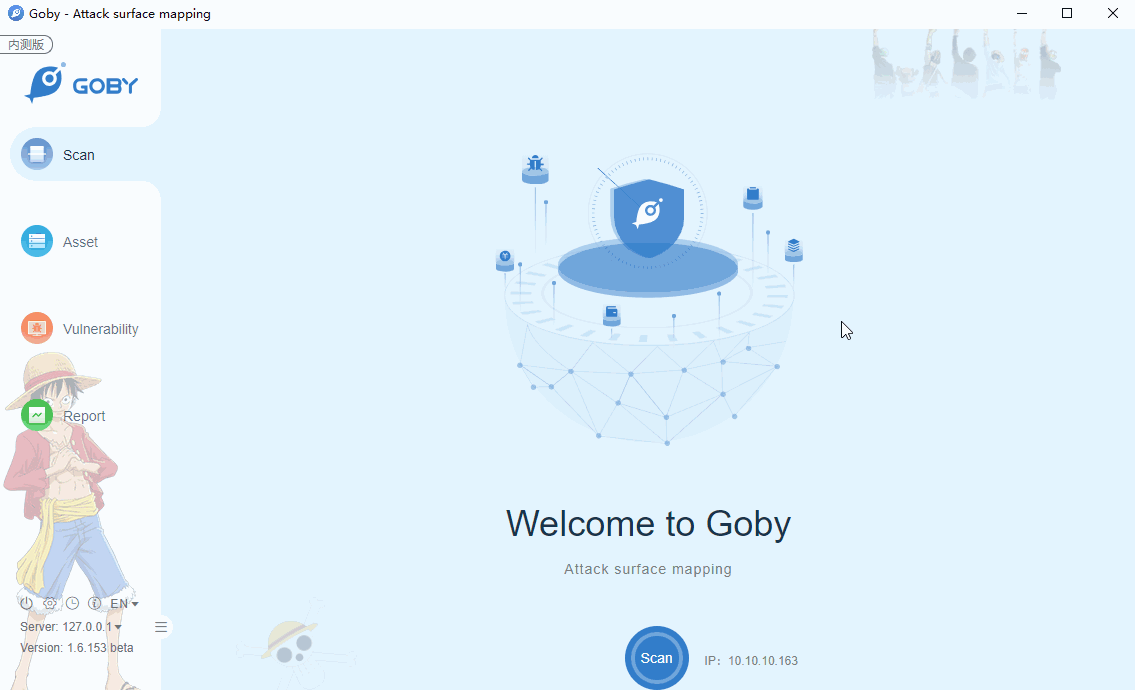 Goby - Attack surface mapping
内测版
GOBY
Scan
Asset
Vulnerability
Report
Welcome to Goby
Attack surface mapping
Scan
IP: 10.10.10.163
EN
Server: 127.0.0.1
Version: 1.6.153 beta